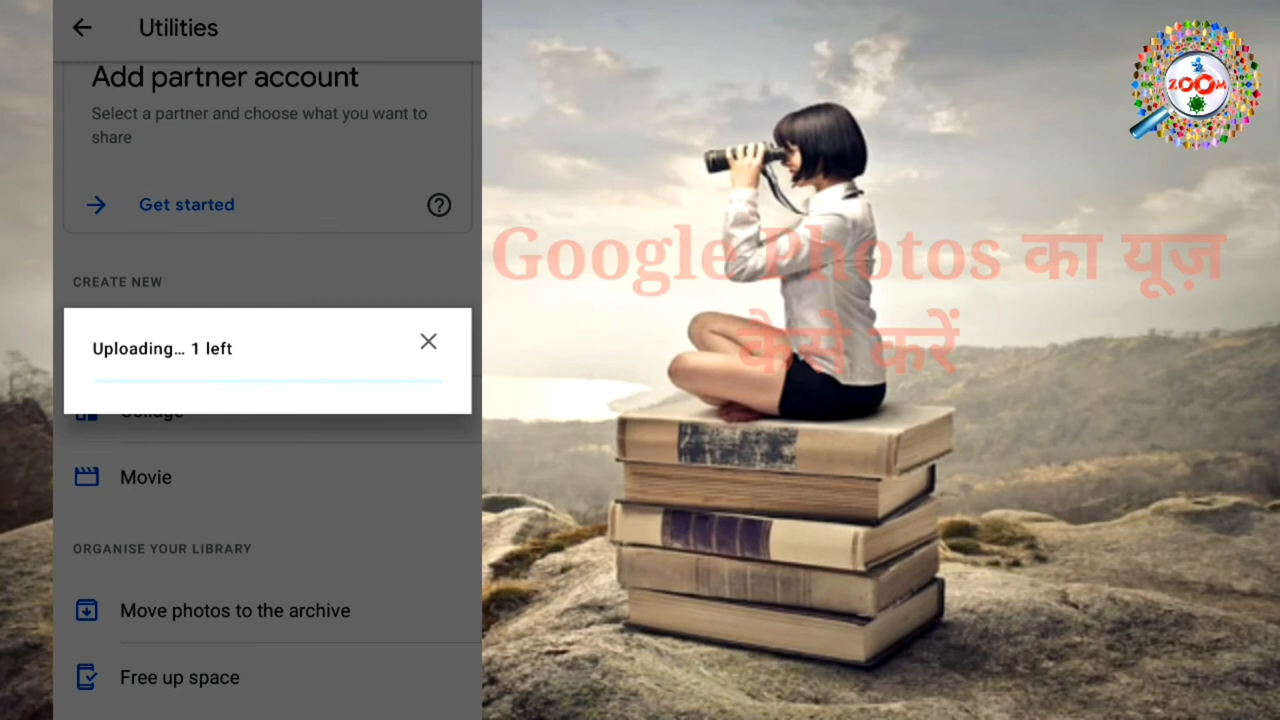 Utilities
Add partner account
Select a partner and choose what you want to
share
Get started
CREATE NEW
Uploading... 1 left
Collage
Movie
ORGANISE YOUR LIBRARY
Move photos to the archive
Free up space
Google Photos का यूज़
कैसे करें
ZOOM